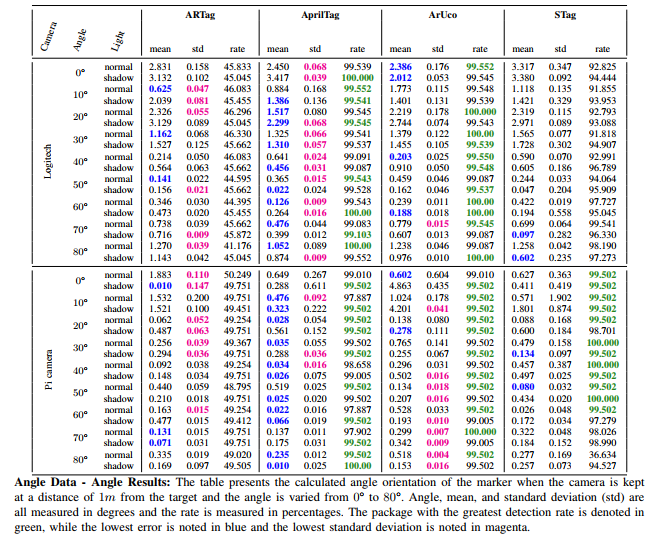 ARTag AprilTag ArUco STag
Camera Angle Light mean std rate mean std rate mean std rate mean std rate
Logitech
0° normal 2.831 0.158 45.833 2.450 0.068 99.539 2.386 0.176 99.552 3.317 0.347 92.825
shadow 3.132 0.102 45.045 3.417 0.039 100.000 2.012 0.053 99.545 3.380 0.092 94.444
10° normal 0.625 0.047 46.083 0.884 0.168 99.552 1.773 0.115 99.548 1.118 0.135 91.855
shadow 2.039 0.081 45.455 1.386 0.136 99.541 1.401 0.131 99.539 1.421 0.329 93.953
20° normal 2.326 0.055 46.296 1.517 0.080 99.545 2.219 0.178 100.000 2.319 0.115 92.793
shadow 3.129 0.089 45.045 2.299 0.068 99.545 2.744 0.074 99.543 2.971 0.089 93.088
30° normal 1.162 0.068 46.330 1.325 0.066 99.541 1.379 0.122 100.00 1.565 0.077 91.818
shadow 1.527 0.125 45.662 1.310 0.057 99.537 1.455 0.105 99.539 1.728 0.302 94.907
40° normal 0.214 0.050 46.083 0.641 0.024 99.091 0.203 0.025 99.550 0.590 0.070 92.991
shadow 0.564 0.063 45.662 0.456 0.031 99.087 0.910 0.050 99.548 0.605 0.186 96.789
50° normal 0.141 0.022 44.595 0.365 0.015 99.543 0.459 0.046 99.087 0.244 0.033 94.064
shadow 0.156 0.021 45.662 0.022 0.024 99.528 0.162 0.046 99.537 0.047 0.204 95.909
60° normal 0.346 0.030 44.395 0.126 0.009 99.543 0.239 0.011 100.00 0.422 0.019 97.727
shadow 0.473 0.020 45.455 0.264 0.016 100.00 0.188 0.018 100.00 0.194 0.558 95.045
70° normal 0.738 0.039 45.662 0.476 0.044 99.083 0.779 0.015 99.545 0.699 0.064 99.541
shadow 0.716 0.009 45.872 0.399 0.012 99.103 0.607 0.013 99.087 0.097 0.282 96.330
80° normal 1.270 0.039 41.176 1.052 0.089 100.00 1.238 0.046 99.087 1.258 0.042 98.190
shadow 1.143 0.042 45.045 0.874 0.009 99.552 0.976 0.010 100.00 0.602 0.235 97.273
Pi camera
0° normal 1.883 0.110 50.249 0.649 0.267 99.010 0.602 0.604 99.010 0.627 0.363 99.502
shadow 0.010 0.147 49.751 0.288 0.611 99.502 4.863 0.435 99.502 0.411 0.419 99.502
10° normal 1.532 0.200 49.751 0.476 0.092 97.887 1.024 0.178 99.502 0.571 1.902 99.502
shadow 1.521 0.100 49.451 0.323 0.222 99.502 4.201 0.041 99.502 1.801 0.874 99.502
20° normal 0.062 0.052 49.254 0.028 0.054 99.502 0.138 0.080 99.502 0.088 0.168 99.502
shadow 0.487 0.063 49.751 0.561 0.152 99.502 0.278 0.111 99.502 0.600 0.184 98.701
30° normal 0.256 0.039 49.367 0.035 0.055 99.502 0.765 0.141 99.502 0.479 0.158 100.000
shadow 0.294 0.036 49.751 0.288 0.036 99.502 0.255 0.067 99.502 0.134 0.097 99.502
40° normal 0.092 0.038 49.254 0.034 0.016 98.658 0.296 0.031 99.502 0.457 0.387 100.000
shadow 0.148 0.034 49.751 0.026 0.075 99.005 0.502 0.016 99.502 0.497 0.025 99.502
50° normal 0.440 0.059 48.795 0.519 0.025 99.502 0.134 0.018 99.502 0.080 0.032 99.502
shadow 0.210 0.018 49.751 0.025 0.020 99.502 0.207 0.016 99.502 0.434 0.020 100.000
60° normal 0.163 0.015 49.254 0.022 0.016 97.887 0.528 0.033 99.502 0.026 0.048 99.502
shadow 0.477 0.015 49.412 0.066 0.019 99.502 0.193 0.010 99.005 0.172 0.034 97.279
70° normal 0.131 0.015 49.751 0.137 0.011 97.902 0.299 0.007 100.000 0.322 0.048 98.026
shadow 0.071 0.031 49.751 0.175 0.031 99.502 0.342 0.009 99.005 0.184 0.152 98.990
80° normal 0.335 0.019 49.020 0.235 0.012 99.502 0.518 0.004 99.502 0.277 0.169 36.634
shadow 0.169 0.097 49.505 0.010 0.025 100.00 0.153 0.016 99.502 0.257 0.073 94.527
Angle Data - Angle Results: The table presents the calculated angle orientation of the marker when the camera is kept
at a distance of 1m from the target and the angle is varied from 0° to 80°. Angle, mean, and standard deviation (std) are
all measured in degrees and the rate is measured in percentages. The package with the greatest detection rate is denoted in
green, while the lowest error is noted in blue and the lowest standard deviation is noted in magenta.